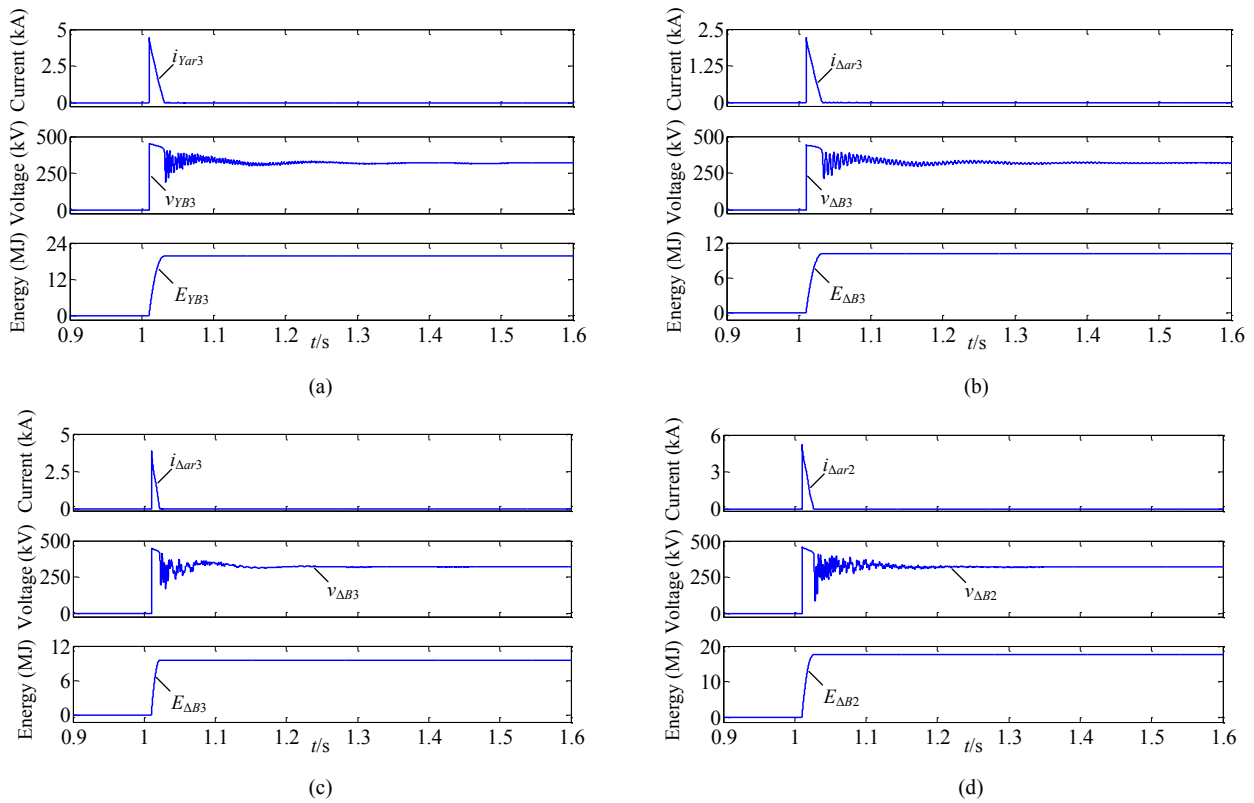 Current (kA)
5
2.5
0
i_Yar3
Voltage (kV)
500
250
0
v_YB3
Energy (MJ)
24
12
0
E_YB3
0.9 1 1.1 1.2 1.3 1.4 1.5 1.6
t/s
(a)
Current (kA)
2.5
1.25
0
i_Δar3
Voltage (kV)
500
250
0
v_ΔB3
Energy (MJ)
12
6
0
E_ΔB3
0.9 1 1.1 1.2 1.3 1.4 1.5 1.6
t/s
(b)
Current (kA)
5
2.5
0
i_Δar3
Voltage (kV)
500
250
0
v_ΔB3
Energy (MJ)
12
6
0
E_ΔB3
0.9 1 1.1 1.2 1.3 1.4 1.5 1.6
t/s
(c)
Current (kA)
6
3
0
i_Δar2
Voltage (kV)
500
250
0
v_ΔB2
Energy (MJ)
20
10
0
E_ΔB2
0.9 1 1.1 1.2 1.3 1.4 1.5 1.6
t/s
(d)